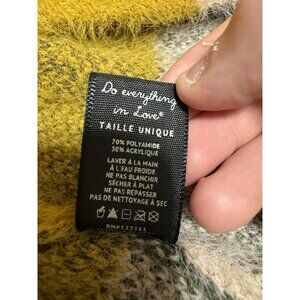 Do everything
in Love®
TAILLE UNIQUE
70% POLYAMIDE
30% ACRYLIQUE
LAVER À LA MAIN
À L'EAU FROIDE
NE PAS BLANCHIR
SÉCHER À PLAT
NE PAS REPASSER
PAS DE NETTOYAGE À SEC